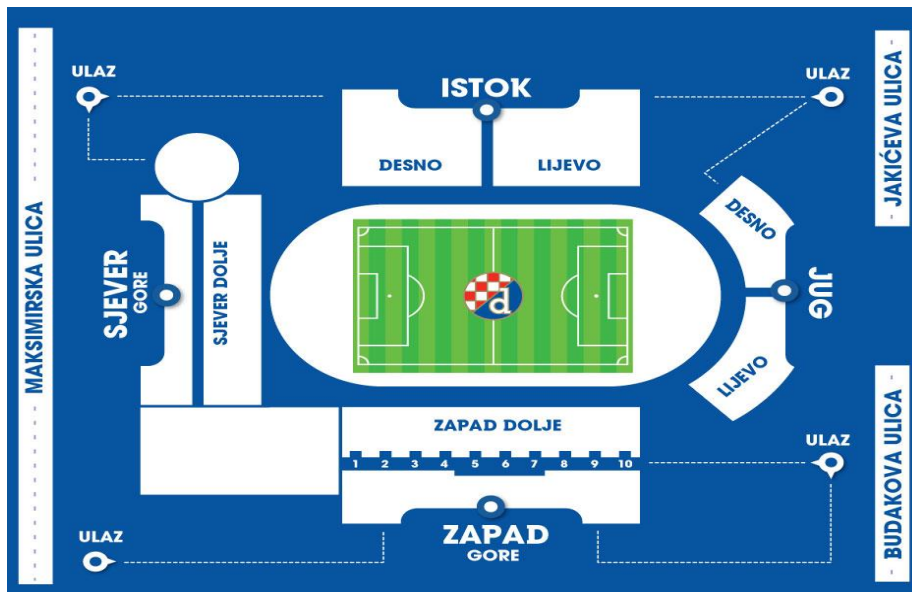 ULAZ
ISTOK
ULAZ
DESNO
LIJEVO
JAKIĆEVA ULICA
MAKSIMIRSKA ULICA
SJEVER
GORE
SJEVER DOLJE
d
DESNO
JUG
LIJEVO
ZAPAD DOLJE
1 2 3 4 5 6 7 8 9 10
ULAZ
BUDAKOVA ULICA
ULAZ
ZAPAD
GORE